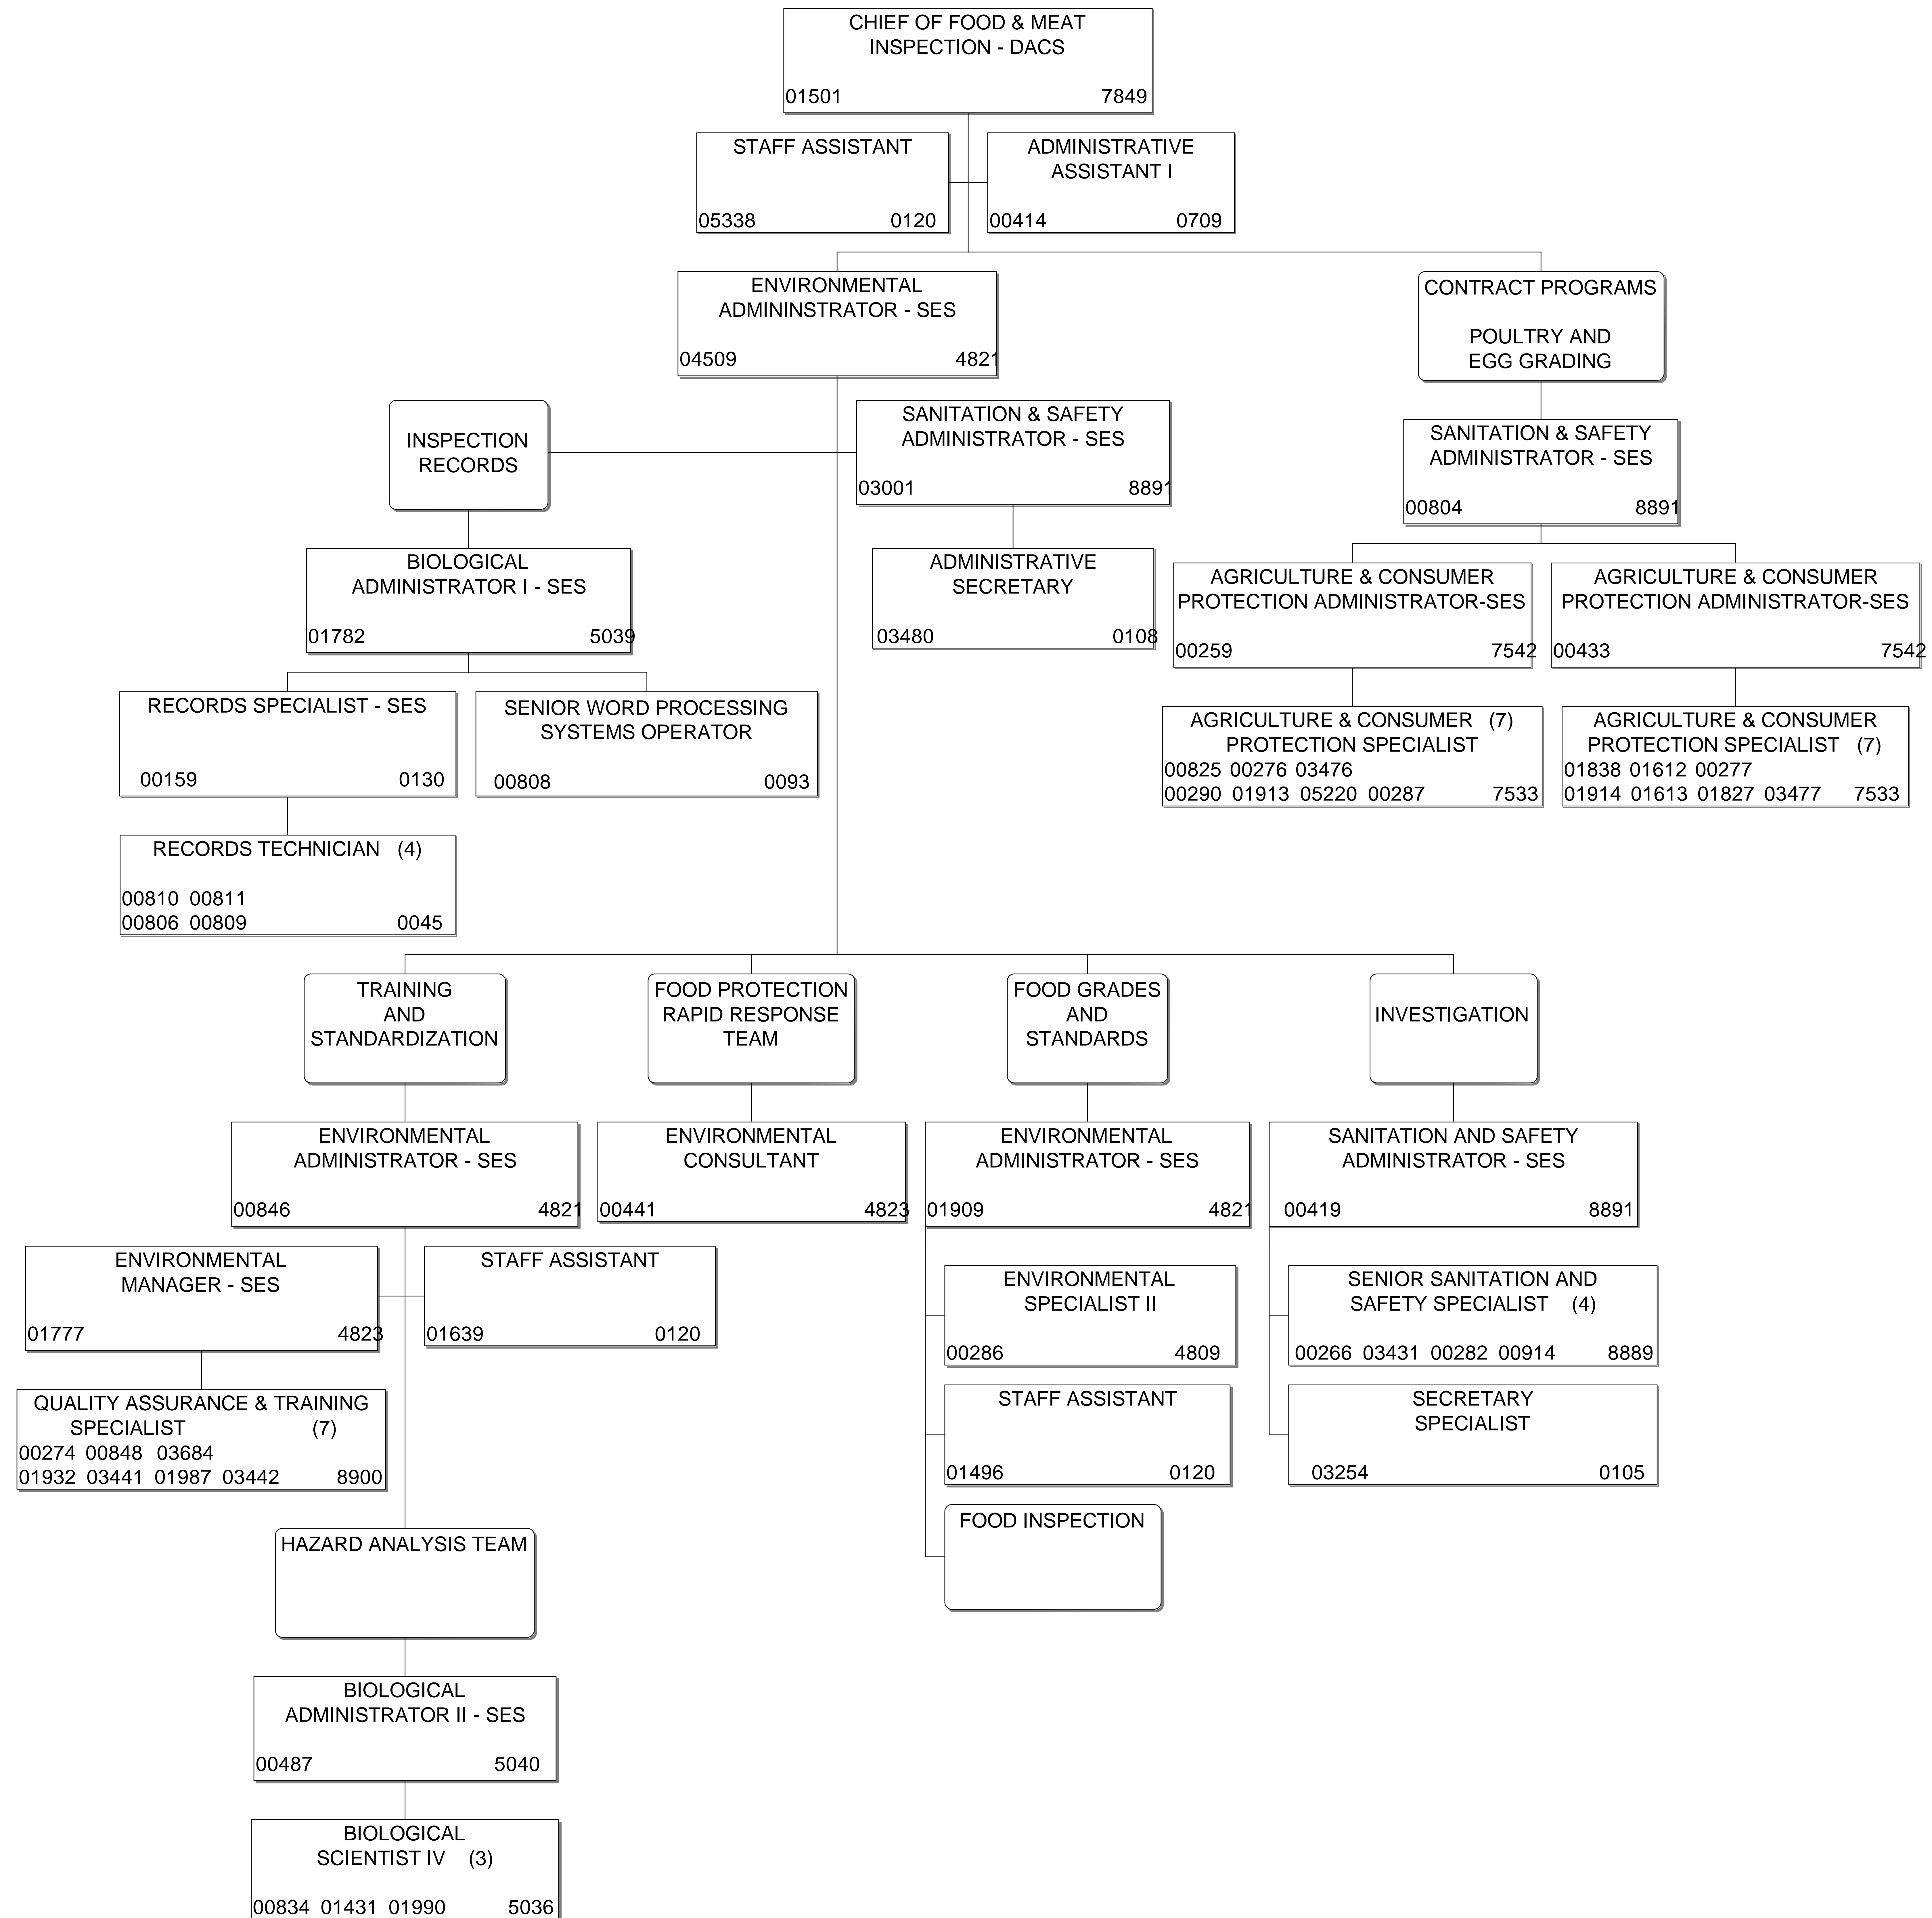 CHIEF OF FOOD & MEAT
INSPECTION - DACS
01501 7849
STAFF ASSISTANT
05338 0120
ADMINISTRATIVE
ASSISTANT I
00414 0709
ENVIRONMENTAL
ADMININSTRATOR - SES
04509 4821
CONTRACT PROGRAMS
POULTRY AND
EGG GRADING
INSPECTION
RECORDS
SANITATION & SAFETY
ADMINISTRATOR - SES
03001 8891
SANITATION & SAFETY
ADMINISTRATOR - SES
00804 8891
BIOLOGICAL
ADMINISTRATOR I - SES
01782 5039
ADMINISTRATIVE
SECRETARY
03480 0108
AGRICULTURE & CONSUMER
PROTECTION ADMINISTRATOR-SES
00259 7542
AGRICULTURE & CONSUMER
PROTECTION ADMINISTRATOR-SES
00433 7542
RECORDS SPECIALIST - SES
00159 0130
SENIOR WORD PROCESSING
SYSTEMS OPERATOR
00808 0093
AGRICULTURE & CONSUMER (7)
PROTECTION SPECIALIST
00825 00276 03476
00290 01913 05220 00287 7533
AGRICULTURE & CONSUMER
PROTECTION SPECIALIST (7)
01838 01612 00277
01914 01613 01827 03477 7533
RECORDS TECHNICIAN (4)
00810 00811
00806 00809 0045
TRAINING
AND
STANDARDIZATION
FOOD PROTECTION
RAPID RESPONSE
TEAM
FOOD GRADES
AND
STANDARDS
INVESTIGATION
ENVIRONMENTAL
ADMINISTRATOR - SES
00846 4821
ENVIRONMENTAL
CONSULTANT
00441 4823
ENVIRONMENTAL
ADMINISTRATOR - SES
01909 4821
SANITATION AND SAFETY
ADMINISTRATOR - SES
00419 8891
ENVIRONMENTAL
MANAGER - SES
01777 4823
STAFF ASSISTANT
01639 0120
ENVIRONMENTAL
SPECIALIST II
00286 4809
SENIOR SANITATION AND
SAFETY SPECIALIST (4)
00266 03431 00282 00914 8889
QUALITY ASSURANCE & TRAINING
SPECIALIST (7)
00274 00848 03684
01932 03441 01987 03442 8900
STAFF ASSISTANT
01496 0120
SECRETARY
SPECIALIST
03254 0105
FOOD INSPECTION
HAZARD ANALYSIS TEAM
BIOLOGICAL
ADMINISTRATOR II - SES
00487 5040
BIOLOGICAL
SCIENTIST IV (3)
00834 01431 01990 5036